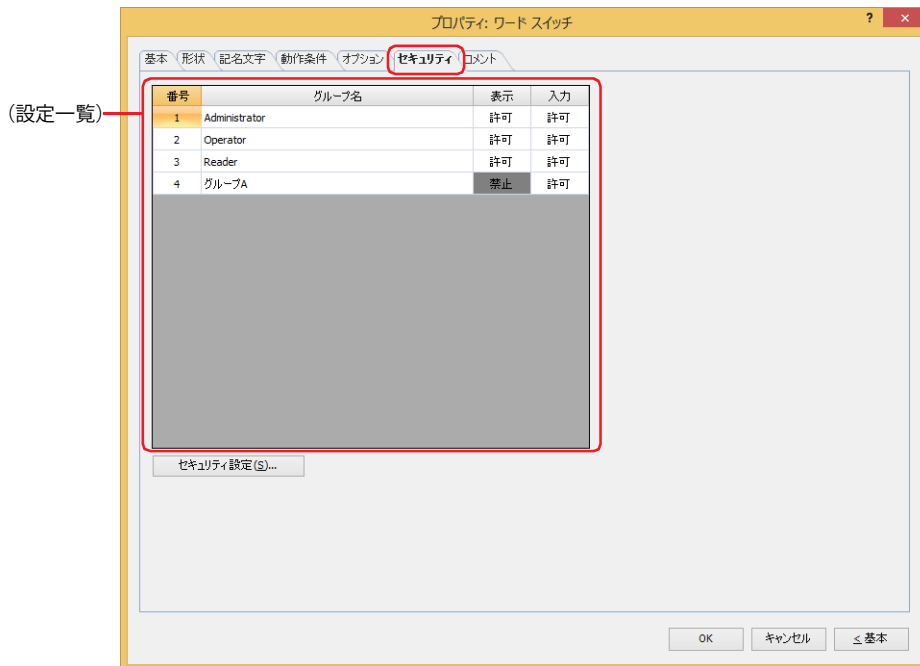 プロパティ: ワード スイッチ ? ×
基本 形状 記名文字 動作条件 オプション セキュリティ コメント
番号 グループ名 表示 入力
(設定一覧)
1 Administrator 許可 許可
2 Operator 許可 許可
3 Reader 許可 許可
4 グループA 禁止 許可
セキュリティ設定(S)...
OK キャンセル < 基本